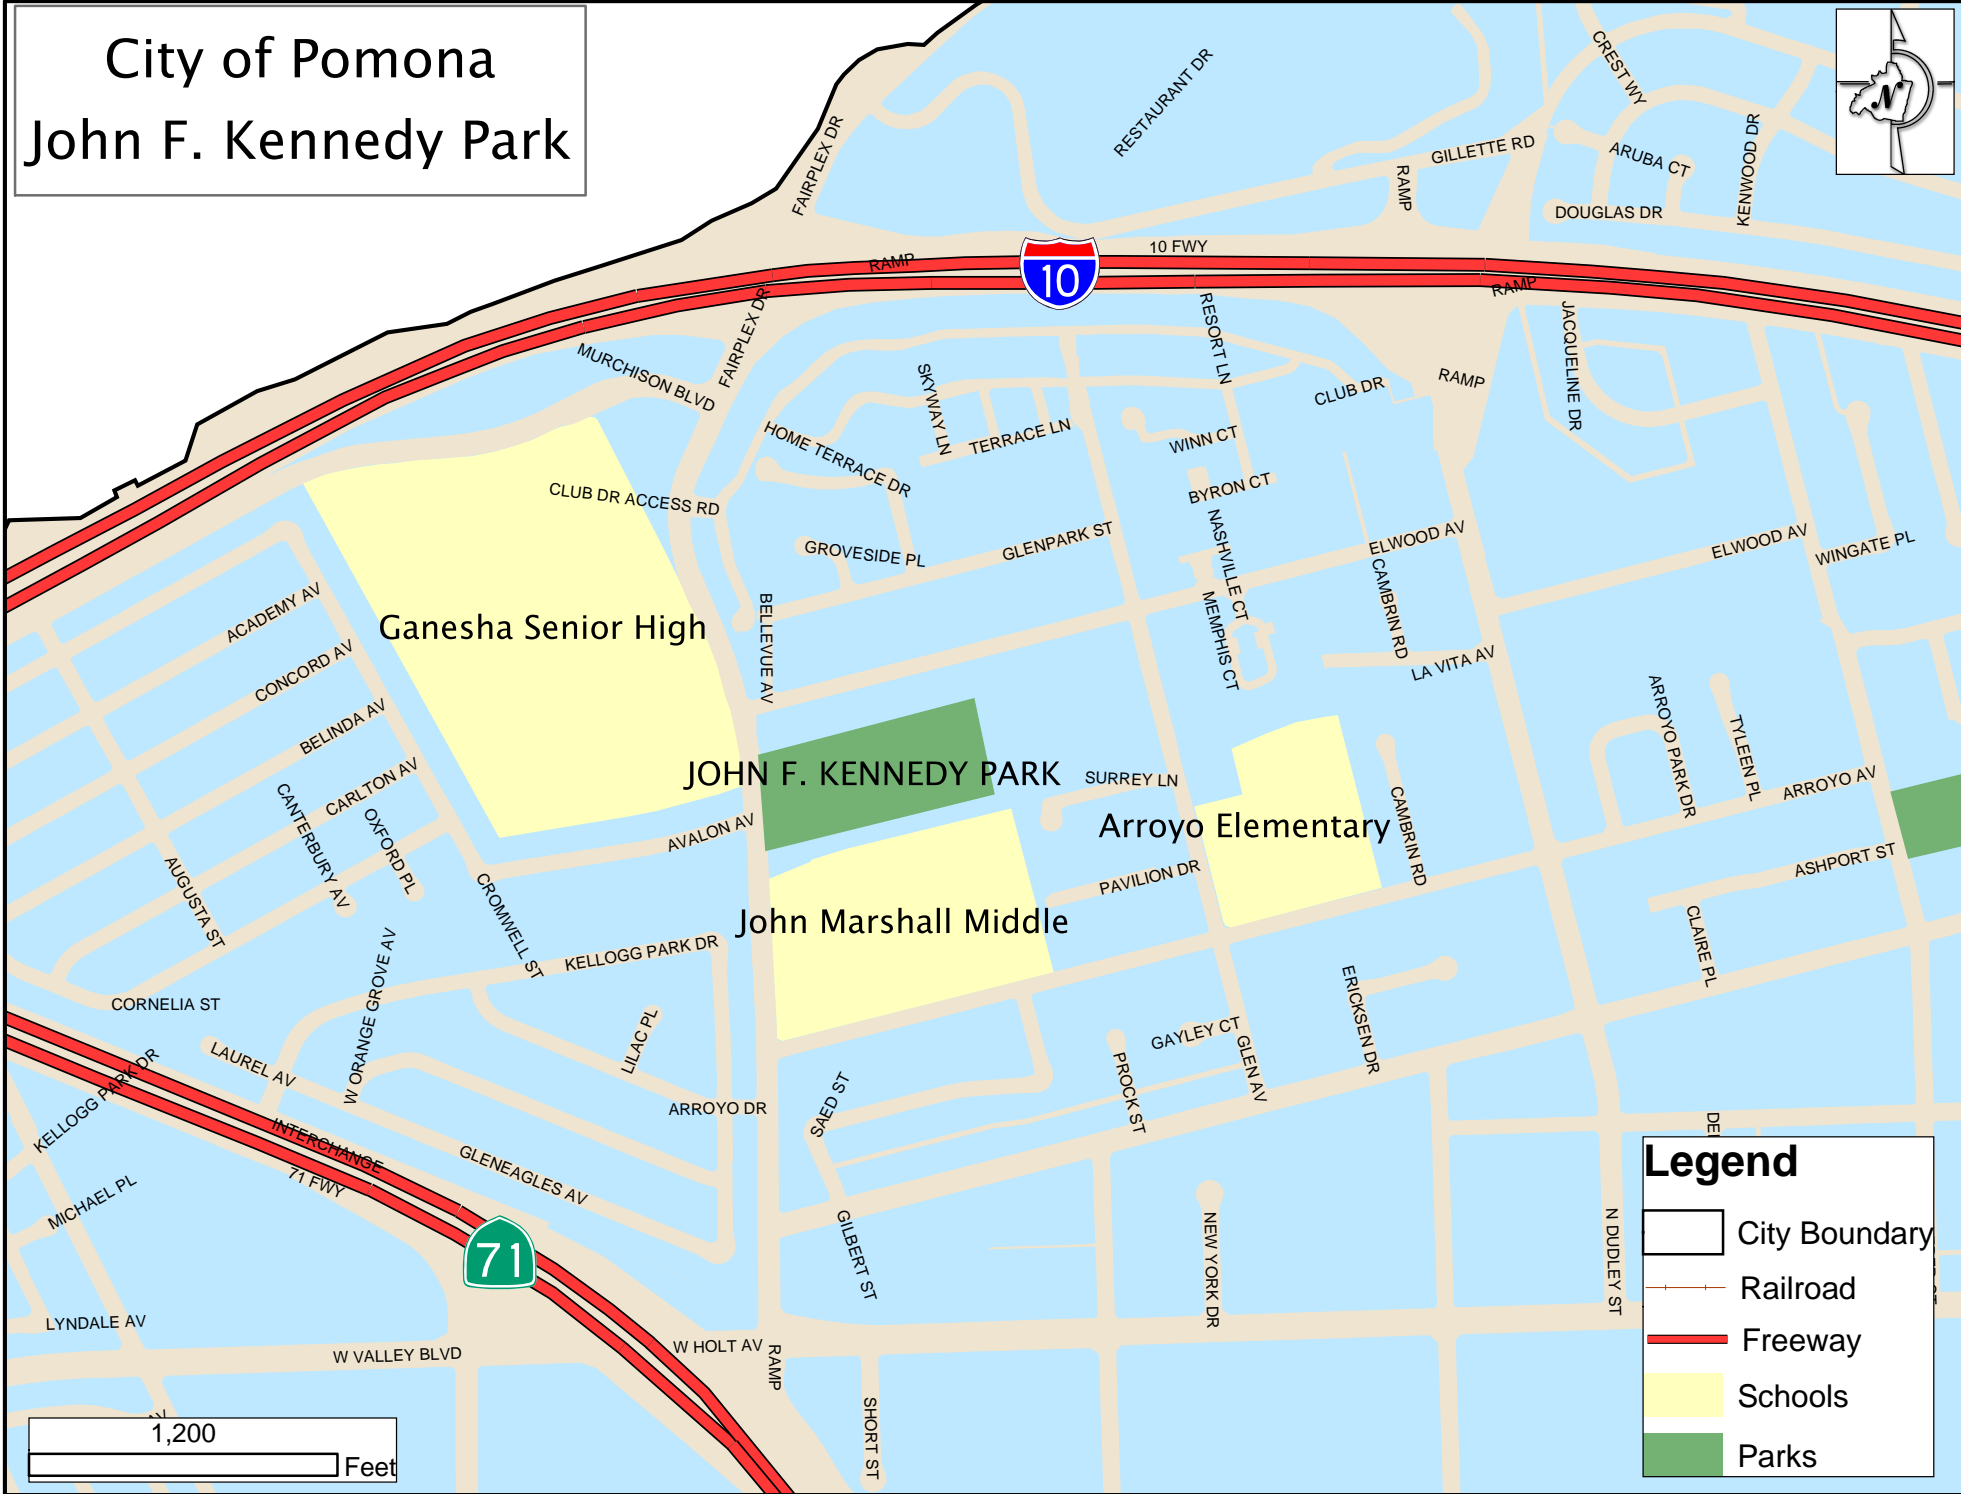 City of Pomona
John F. Kennedy Park
RESTAURANT DR
CREST WY
N
FAIRPLEX DR
GILLETTE RD
ARUBA CT
KENWOOD DR
RAMP
DOUGLAS DR
10 FWY
RAMP
10
RAMP
FAIRPLEX DR
RESORT LN
JACQUELINE DR
MURCHISON BLVD
SKYWAY LN
CLUB DR
RAMP
HOME TERRACE DR
TERRACE LN
WINN CT
CLUB DR ACCESS RD
BYRON CT
NASHVILLE CT
GROVESIDE PL
GLENPARK ST
ELWOOD AV
ELWOOD AV
WINGATE PL
ACADEMY AV
BELLEVUE AV
MEMPHIS CT
CAMBRIN RD
Ganesha Senior High
CONCORD AV
LA VITA AV
BELINDA AV
ARROYO PARK DR
TYLEEN PL
CARLTON AV
JOHN F. KENNEDY PARK
SURREY LN
ARROYO AV
CANTERBURY AV
OXFORD PL
AVALON AV
Arroyo Elementary
CAMBRIN RD
AUGUSTA ST
CROMWELL ST
PAVILION DR
ASHPORT ST
John Marshall Middle
CLAIRE PL
KELLOGG PARK DR
W ORANGE GROVE AV
CORNELIA ST
ERICKSEN DR
LILAC PL
GAYLEY CT
GLEN AV
LAUREL AV
KELLOGG PARK DR
PROCK ST
SAED ST
ARROYO DR
INTERCHANGE
71 FWY
GLENEAGLES AV
MICHAEL PL
71
GILBERT ST
NEW YORK DR
N DUDLEY ST
LYNDALE AV
W VALLEY BLVD
W HOLT AV
RAMP
SHORT ST
AV
1,200
Feet
Legend
City Boundary
Railroad
Freeway
Schools
Parks